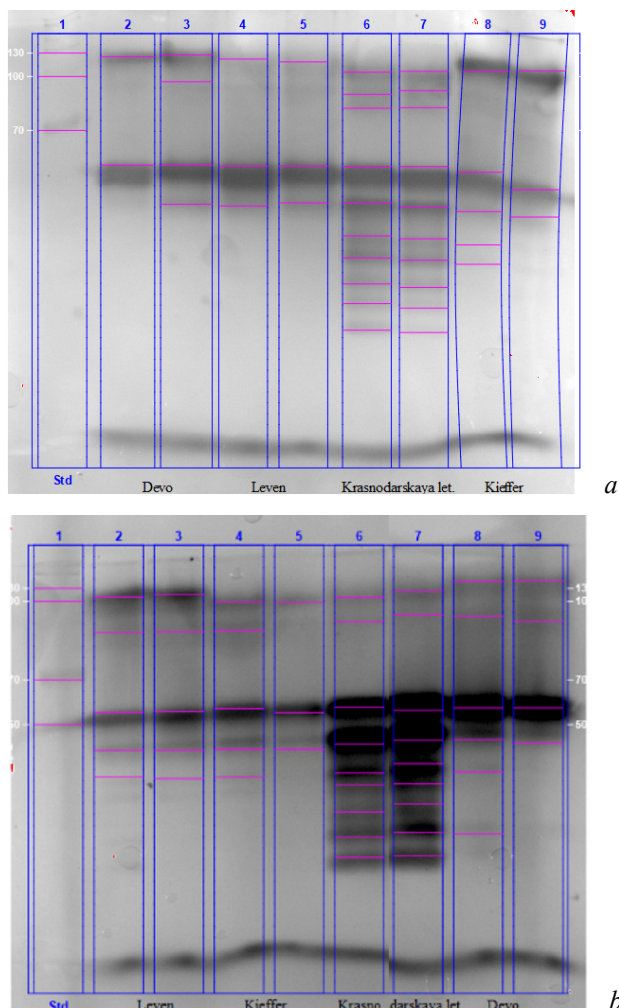 1 2 3 4 5 6 7 8 9
130
100
70
Std Devo Leven Krasnodarskaya let. Kieffer
a
1 2 3 4 5 6 7 8 9
70 70
50 50
Std Leven Kieffer Krasno darskaya let. Devo
b